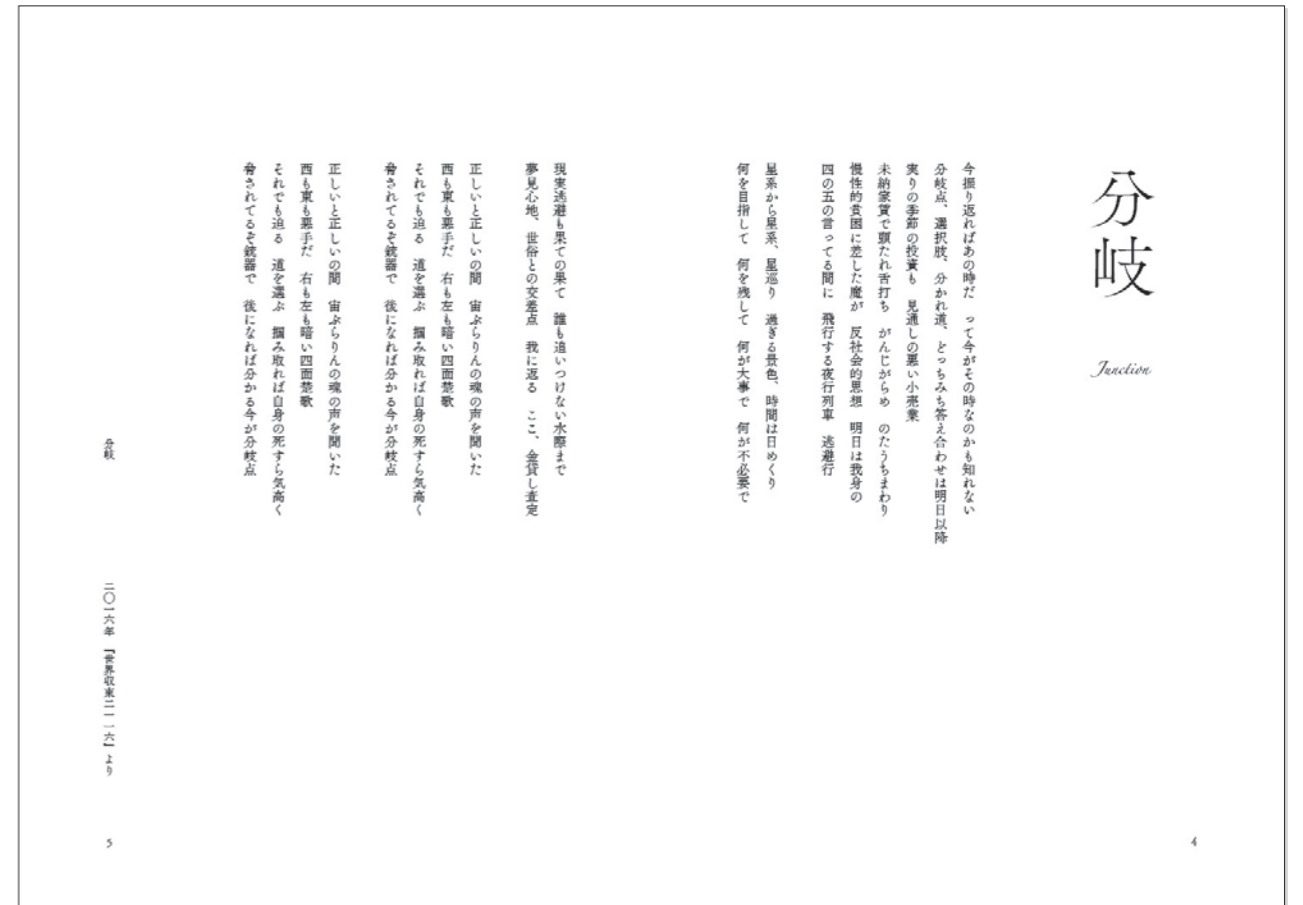 分岐
Junction
今振り返ればあの時だ　って今がその時なのかも知れない
分岐点、選択肢、分かれ道、どっちみち答え合わせは明日以降
実りの季節の投資も　見通しの悪い小売業
未納家賃で項たれ舌打ち　がんじがらめ　のたうちまわり
慢性的貧困に差した魔が　反社会的思想　明日は我身の
四の五の言ってる間に　飛行する夜行列車　逃避行
星系から星系、星巡り　過ぎる景色、時間は日めくり
何を目指して　何を残して　何が大事で　何が不必要で
4
現実逃避も果ての果て　誰も追いつけない水際まで
夢見心地、世俗との交差点　我に返る　ここ、金貸し査定
正しいと正しいの間　宙ぶらりんの魂の声を聞いた
西も東も悪手だ　右も左も暗い四面楚歌
それでも迫る　道を選ぶ　掴み取れば自身の死すら気高く
脅されてるぞ銃器で　後になれば分かる今が分岐点
正しいと正しいの間　宙ぶらりんの魂の声を聞いた
西も東も悪手だ　右も左も暗い四面楚歌
それでも迫る　道を選ぶ　掴み取れば自身の死すら気高く
脅されてるぞ銃器で　後になれば分かる今が分岐点
分岐
二〇一六年『世界収束二一一六』より
5